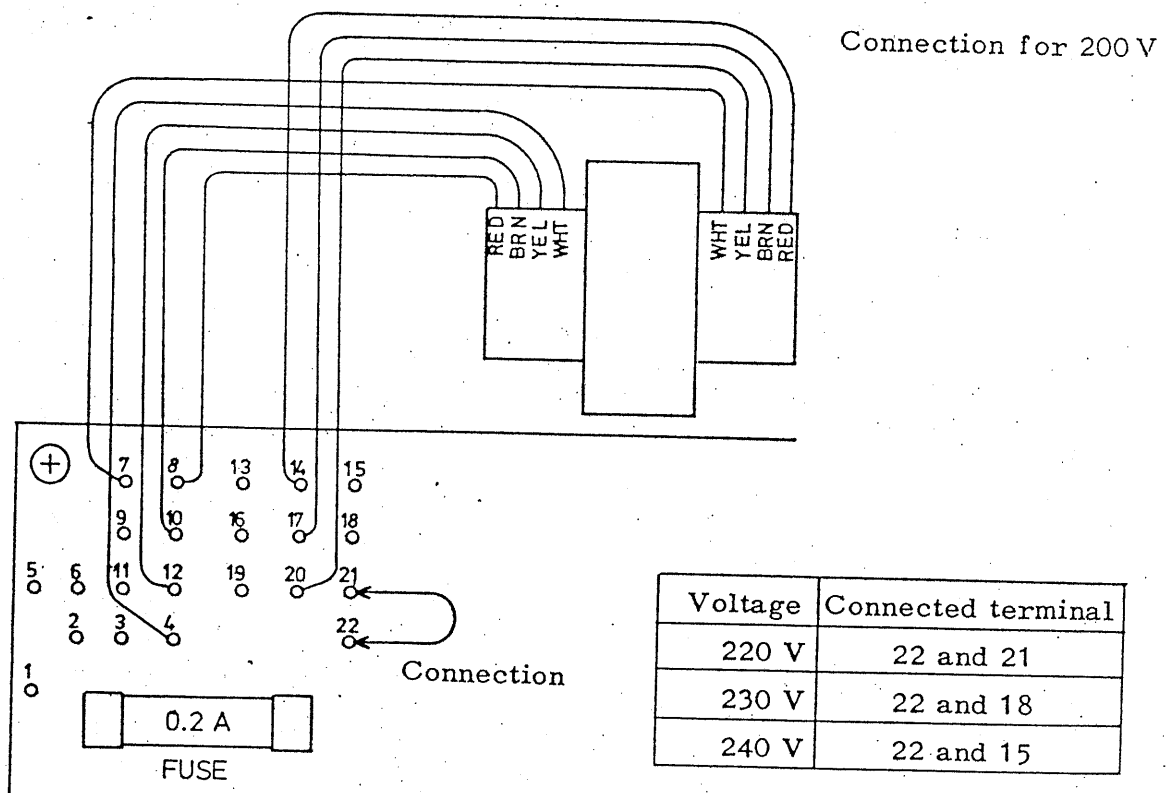 Connection for 200 V
RED
BRN
YEL
WHT
WHT
YEL
BRN
RED
7 8 13 14 15
9 10 16 17 18
5 6 11 12 19 20 21
2 3 4 22
1
Connection
0.2 A
FUSE
Voltage Connected terminal
220 V 22 and 21
230 V 22 and 18
240 V 22 and 15